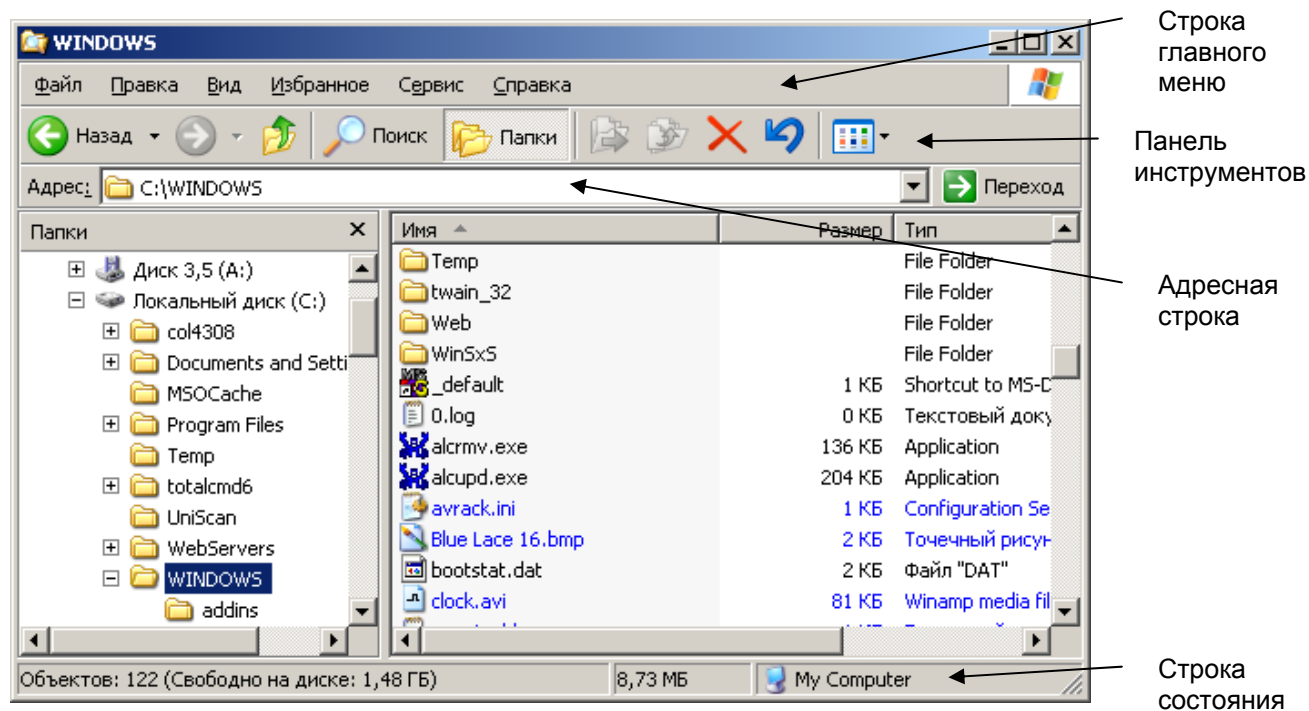 WINDOWS
Файл Правка Вид Избранное Сервис Справка
Назад Поиск Папки
Адрес: C:\WINDOWS Переход
Папки
Диск 3,5 (A:)
Локальный диск (C:)
col4308
Documents and Setti
MSOCache
Program Files
Temp
totalcmd6
UniScan
WebServers
WINDOWS
addins
Имя Размер Тип
Temp File Folder
twain_32 File Folder
Web File Folder
WinSxS File Folder
_default 1 КБ Shortcut to MS-D
0.log 0 КБ Текстовый доку
alcrmv.exe 136 КБ Application
alcupd.exe 204 КБ Application
avrack.ini 1 КБ Configuration Se
Blue Lace 16.bmp 2 КБ Точечный рисун
bootstat.dat 2 КБ Файл "DAT"
clock.avi 81 КБ Winamp media fil
Объектов: 122 (Свободно на диске: 1,48 ГБ) 8,73 МБ My Computer
Строка
главного
меню
Панель
инструментов
Адресная
строка
Строка
состояния